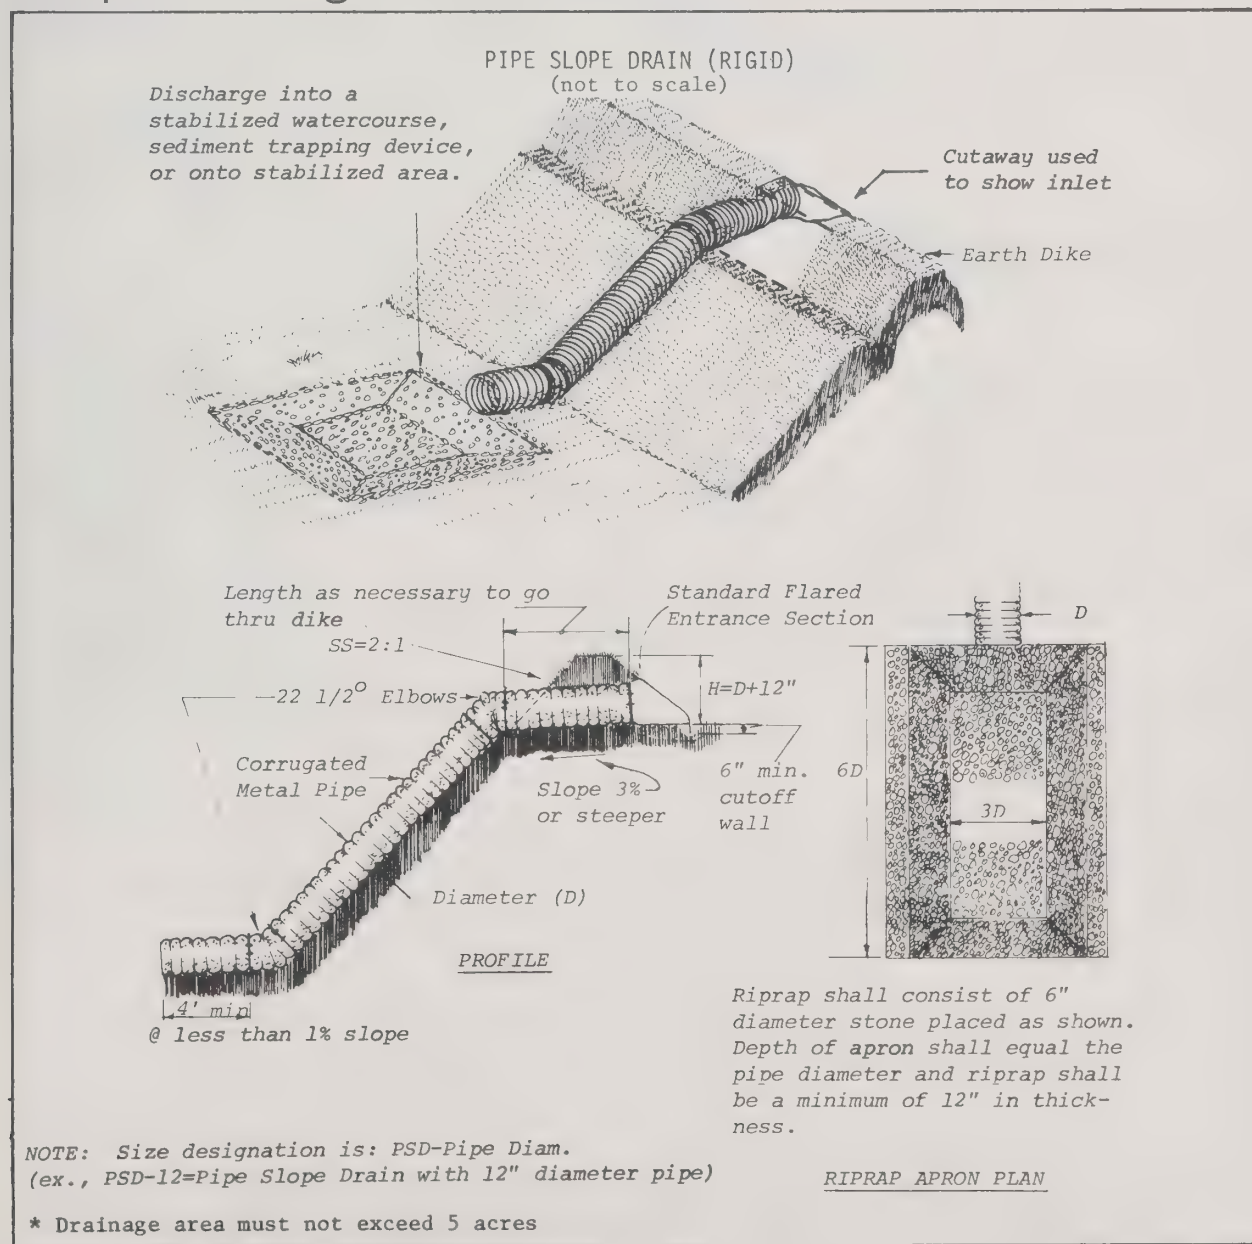 PIPE SLOPE DRAIN (RIGID)
(not to scale)
Discharge into a
stabilized watercourse,
sediment trapping device,
or onto stabilized area.
Cutaway used
to show inlet
Earth Dike
Length as necessary to go
thru dike
SS=2:1
Standard Flared
Entrance Section
D
22 1/2° Elbows
H=D+12"
Corrugated
Metal Pipe
Slope 3%
or steeper
6" min.
cutoff
wall
6D
3D
Diameter (D)
PROFILE
4' min
@ less than 1% slope
Riprap shall consist of 6"
diameter stone placed as shown.
Depth of apron shall equal the
pipe diameter and riprap shall
be a minimum of 12" in thick-
ness.
RIPRAP APRON PLAN
NOTE: Size designation is: PSD-Pipe Diam.
(ex., PSD-12=Pipe Slope Drain with 12" diameter pipe)
* Drainage area must not exceed 5 acres